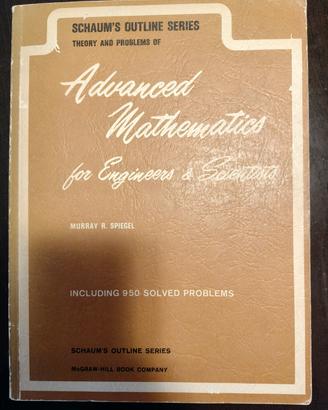 SCHAUM'S OUTLINE SERIES
THEORY AND PROBLEMS OF
Advanced
Mathematics
for Engineers & Scientists
MURRAY R. SPIEGEL
INCLUDING 950 SOLVED PROBLEMS
SCHAUM'S OUTLINE SERIES
McGRAW-HILL BOOK COMPANY